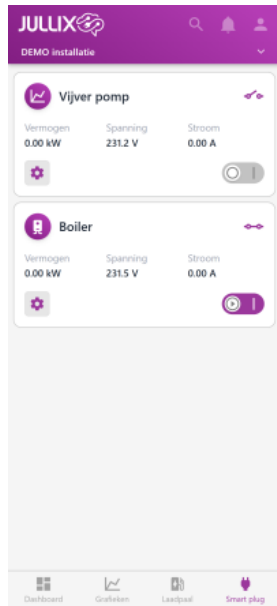 JULLIX
DEMO installatie
Vijver pomp
Vermogen Spanning Stroom
0.00 kW 231.2 V 0.00 A
Boiler
Vermogen Spanning Stroom
0.00 kW 231.5 V 0.00 A
Dashboard Grafieken Laadpaal Smart plug